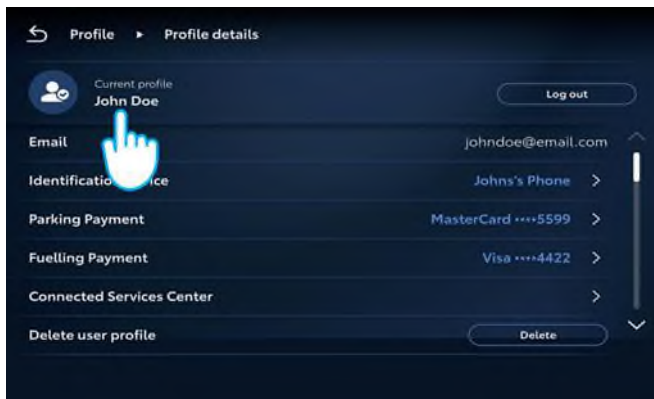 Profile ▸ Profile details
Current profile
John Doe
Log out
Email johndoe@email.com
Johns's Phone
Parking Payment MasterCard ····5599
Fuelling Payment Visa ····4422
Connected Services Center
Delete user profile Delete